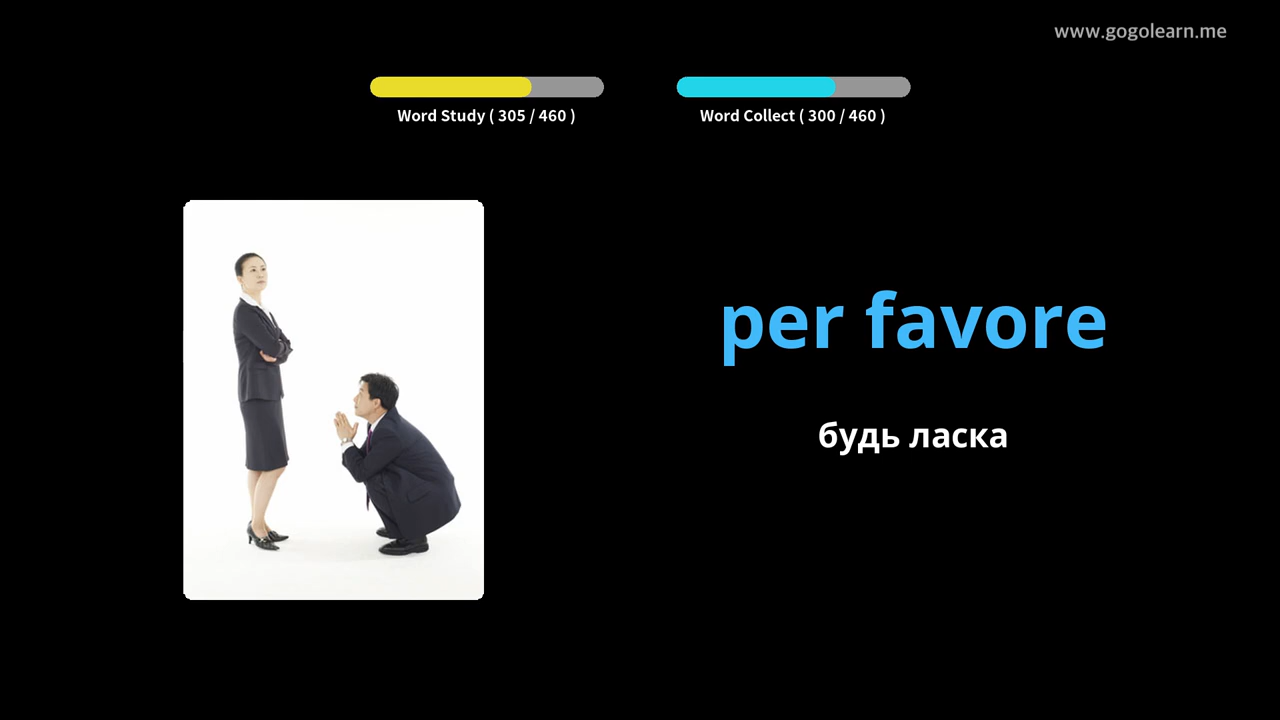 www.gogolearn.me
Word Study ( 305 / 460 )
Word Collect ( 300 / 460 )
per favore
будь ласка